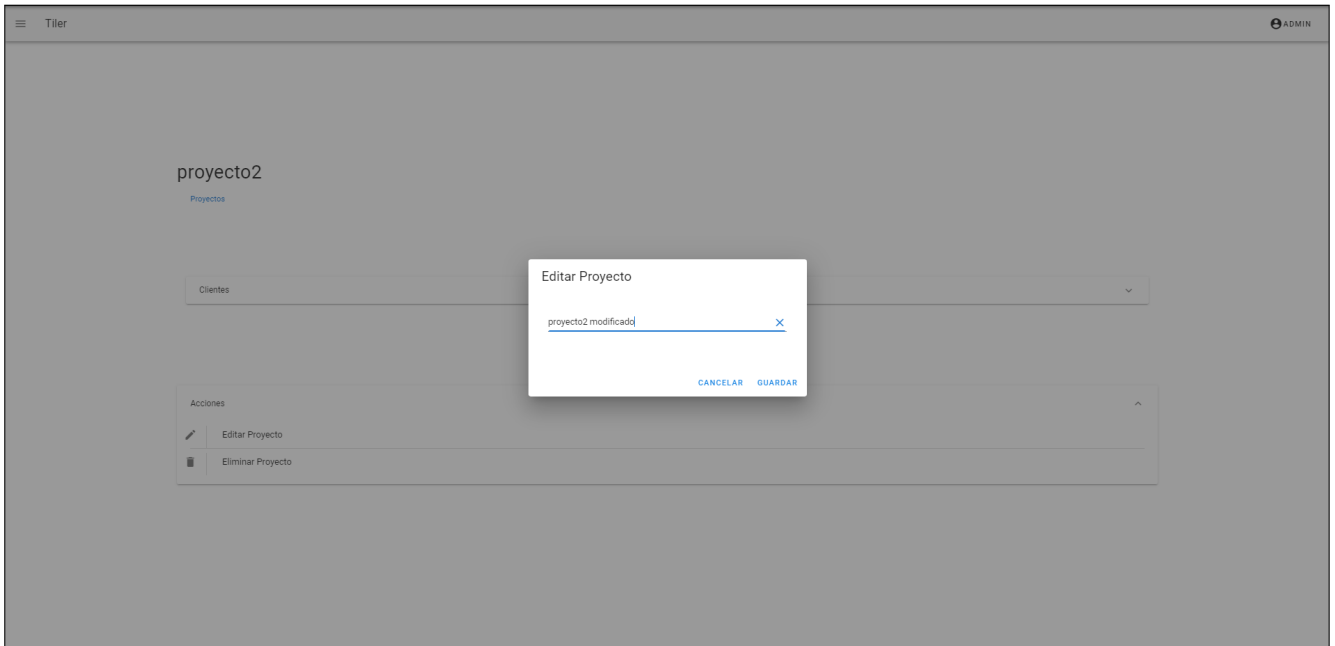 Tiler
ADMIN
proyecto2
Proyectos
Editar Proyecto
Clientes
proyecto2 modificado
CANCELAR GUARDAR
Acciones
Editar Proyecto
Eliminar Proyecto